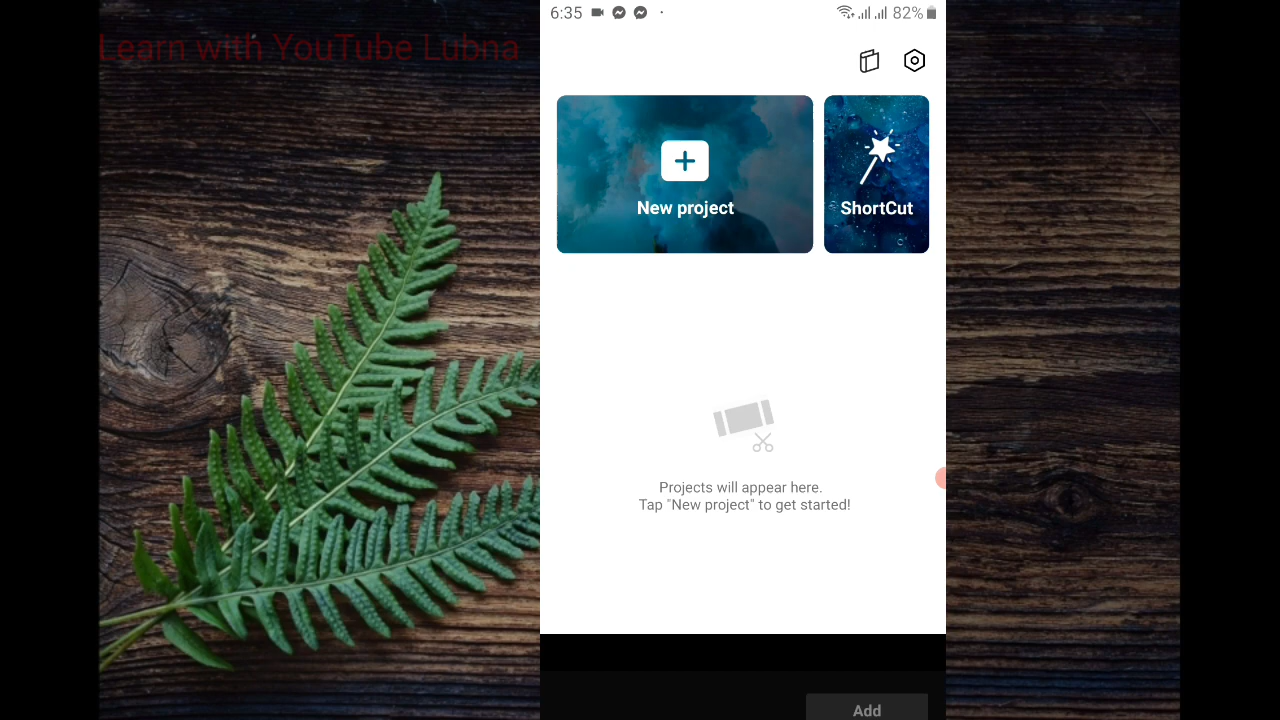 Learn with YouTube Lubna
6:35
82%
New project
ShortCut
Projects will appear here.
Tap "New project" to get started!
Add